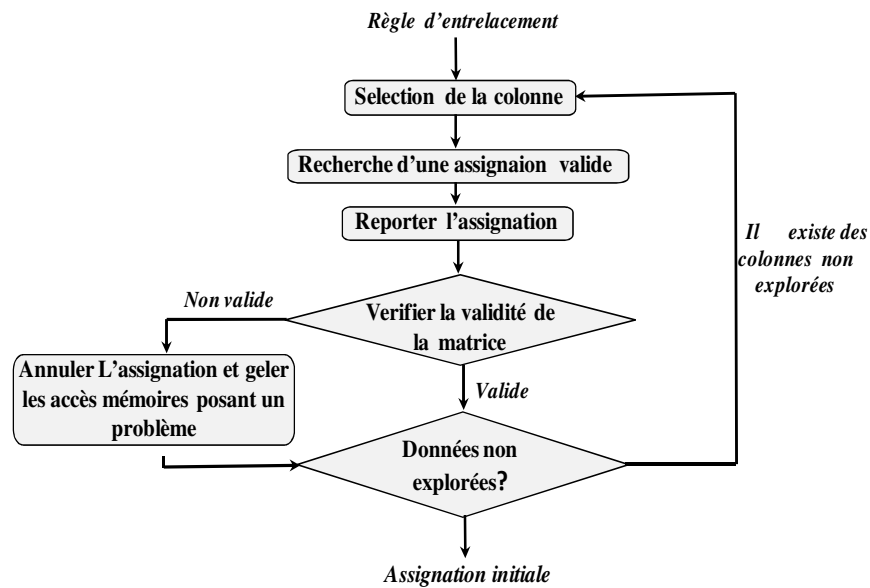 Règle d'entrelacement
Selection de la colonne
Recherche d'une assignaion valide
Reporter l'assignation
Il existe des
colonnes non
explorées
Non valide
Verifier la validité de
la matrice
Annuler L'assignation et geler
les accès mémoires posant un
problème
Valide
Données non
explorées?
Assignation initiale